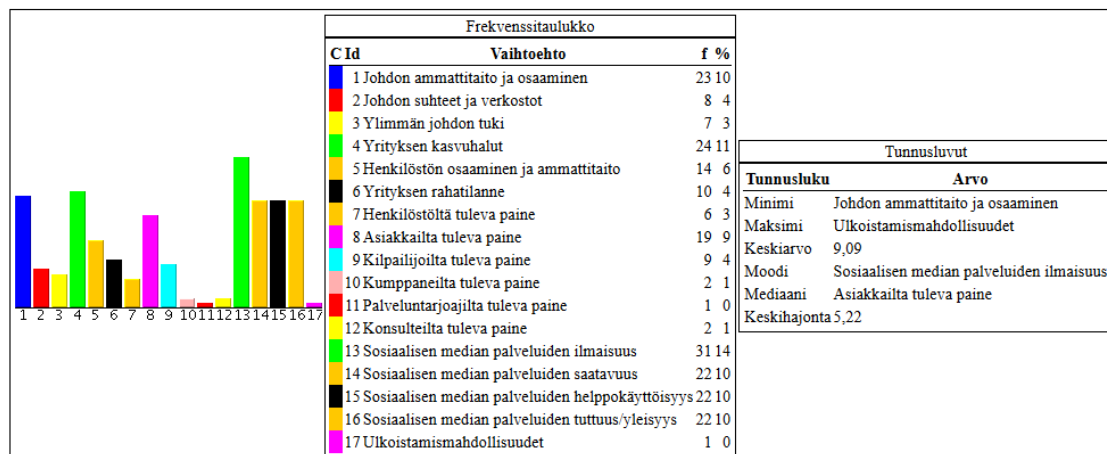 Frekvenssitaulukko
C Id Vaihtoehto f %
1 Johdon ammattitaito ja osaaminen 23 10
2 Johdon suhteet ja verkostot 8 4
3 Ylimmän johdon tuki 7 3
4 Yrityksen kasvuhalut 24 11
5 Henkilöstön osaaminen ja ammattitaito 14 6
6 Yrityksen rahatilanne 10 4
7 Henkilöstöltä tuleva paine 6 3
8 Asiakkailta tuleva paine 19 9
9 Kilpailijoilta tuleva paine 9 4
10 Kumppaneilta tuleva paine 2 1
11 Palveluntarjoajilta tuleva paine 1 0
12 Konsulteilta tuleva paine 2 1
13 Sosiaalisen median palveluiden ilmaisuus 31 14
14 Sosiaalisen median palveluiden saatavuus 22 10
15 Sosiaalisen median palveluiden helppokäyttöisyys 22 10
16 Sosiaalisen median palveluiden tuttuus/yleisyys 22 10
17 Ulkoistamismahdollisuudet 1 0
1 2 3 4 5 6 7 8 9 10 11 12 13 14 15 16 17
Tunnusluvut
Tunnusluku Arvo
Minimi Johdon ammattitaito ja osaaminen
Maksimi Ulkoistamismahdollisuudet
Keskiarvo 9,09
Moodi Sosiaalisen median palveluiden ilmaisuus
Mediaani Asiakkailta tuleva paine
Keskihajonta 5,22